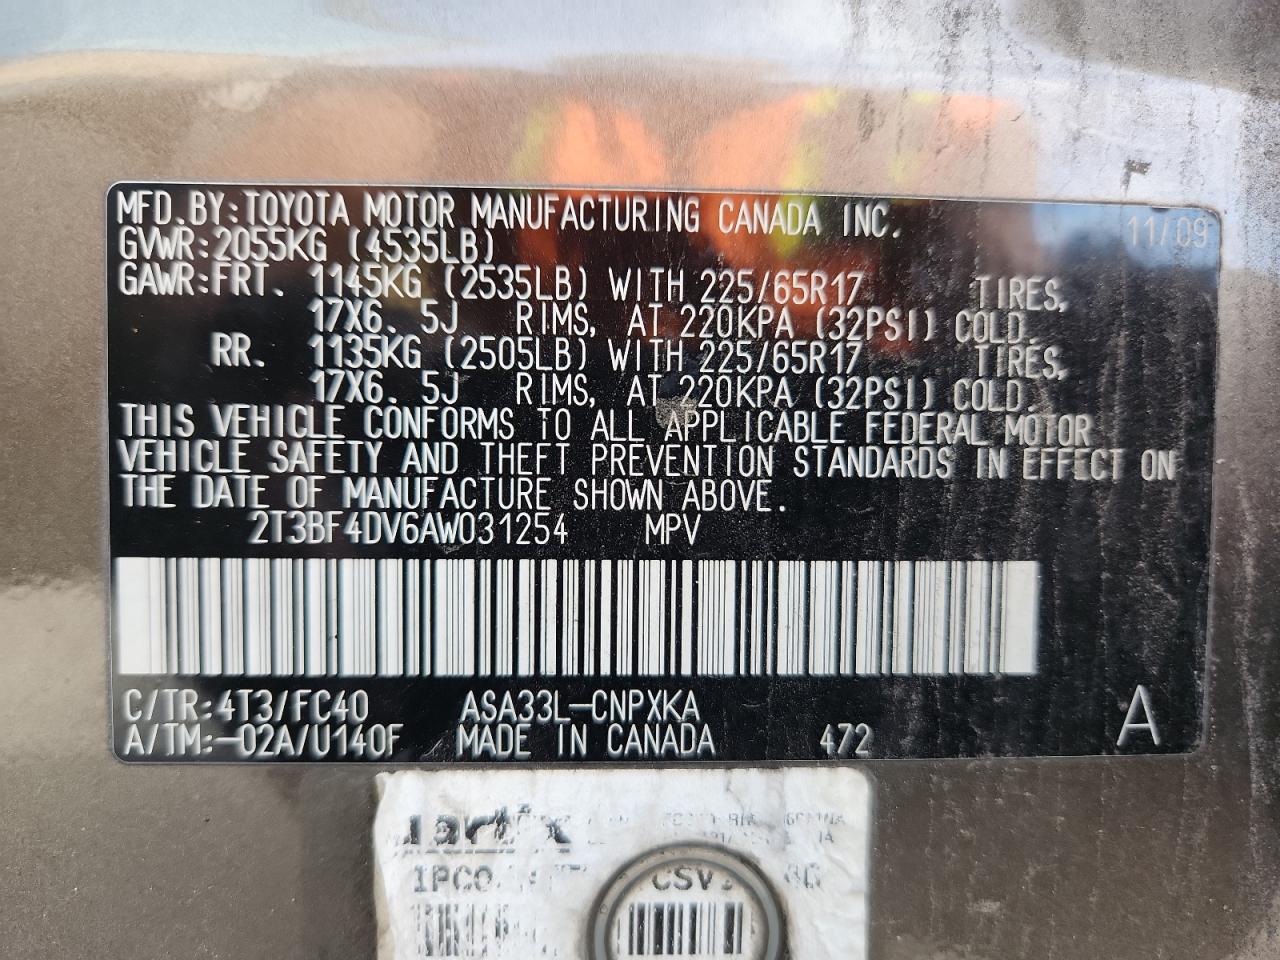 MFD.BY:TOYOTA MOTOR MANUFACTURING CANADA INC. 11/09
GVWR:2055KG (4535LB)
GAWR:FRT. 1145KG (2535LB) WITH 225/65R17 TIRES,
17X6.5J RIMS, AT 220KPA (32PSI) COLD.
RR. 1135KG (2505LB) WITH 225/65R17 TIRES,
17X6.5J RIMS, AT 220KPA (32PSI) COLD.
THIS VEHICLE CONFORMS TO ALL APPLICABLE FEDERAL MOTOR
VEHICLE SAFETY AND THEFT PREVENTION STANDARDS IN EFFECT ON
THE DATE OF MANUFACTURE SHOWN ABOVE.
2T3BF4DV6AW031254 MPV
C/TR:4T3/FC40 ASA33L-CNPXKA A
A/TM:-02A/U140F MADE IN CANADA 472